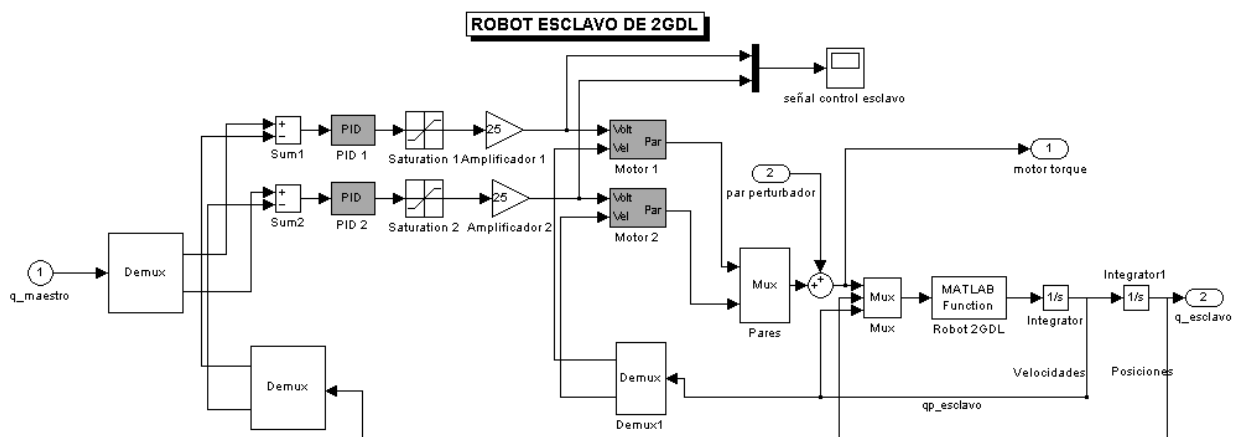 ROBOT ESCLAVO DE 2GDL
señal control esclavo
+
−
Sum1
PID
PID 1
Saturation 1
25
Amplificador 1
Volt
Vel
Par
Motor 1
1
motor torque
2
par perturbador
+
−
Sum2
PID
PID 2
Saturation 2
25
Amplificador 2
Volt
Vel
Par
Motor 2
1
q_maestro
Demux
Mux
Pares
+
+
Mux
Mux
MATLAB
Function
Robot 2GDL
1/s
Integrator
Integrator1
1/s
2
q_esclavo
Demux
Demux
Demux1
qp_esclavo
Velocidades
Posiciones